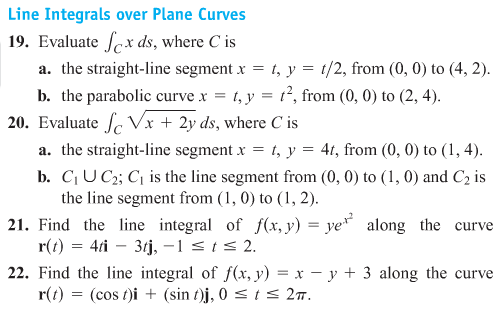 Line Integrals over Plane Curves
19. Evaluate ∫_C x ds, where C is
a. the straight-line segment x = t, y = t/2, from (0, 0) to (4, 2).
b. the parabolic curve x = t, y = t², from (0, 0) to (2, 4).
20. Evaluate ∫_C √(x + 2y) ds, where C is
a. the straight-line segment x = t, y = 4t, from (0, 0) to (1, 4).
b. C₁ ∪ C₂; C₁ is the line segment from (0, 0) to (1, 0) and C₂ is
the line segment from (1, 0) to (1, 2).
21. Find the line integral of f(x, y) = ye^(x²) along the curve
r(t) = 4ti − 3tj, −1 ≤ t ≤ 2.
22. Find the line integral of f(x, y) = x − y + 3 along the curve
r(t) = (cos t)i + (sin t)j, 0 ≤ t ≤ 2π.